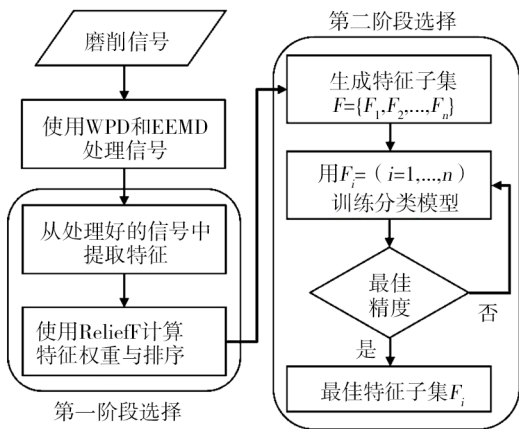 磨削信号
使用WPD和EEMD
处理信号
从处理好的信号中
提取特征
使用ReliefF计算
特征权重与排序
第一阶段选择
第二阶段选择
生成特征子集
F={F₁,F₂,...,Fₙ}
用Fᵢ=（i=1,...,n）
训练分类模型
最佳
精度
否
是
最佳特征子集Fᵢ